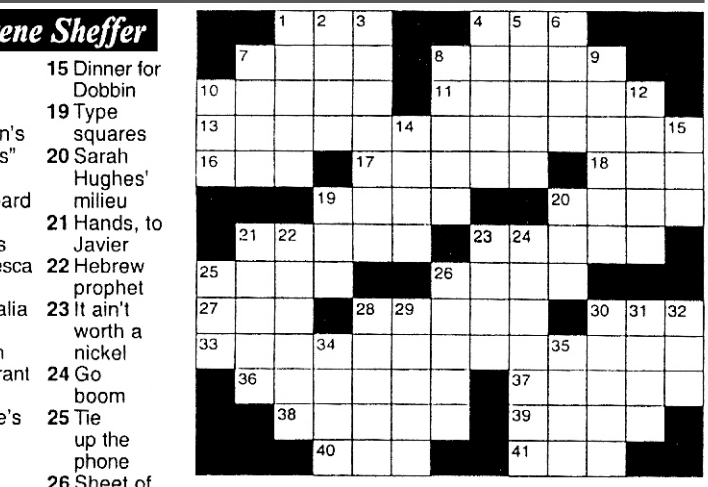 ene Sheffer
15 Dinner for
Dobbin
19 Type
squares
20 Sarah
Hughes'
milieu
21 Hands, to
Javier
22 Hebrew
prophet
23 It ain't
worth a
nickel
24 Go
boom
25 Tie
up the
phone
26 Sheet of
n's
s"
ard
s
esca
alia
n
rant
e's
1 2 3 4 5 6
7 8 9
10 11 12
13 14 15
16 17 18
19 20
21 22 23 24
25 26
27 28 29 30 31 32
33 34 35
36 37
38 39
40 41